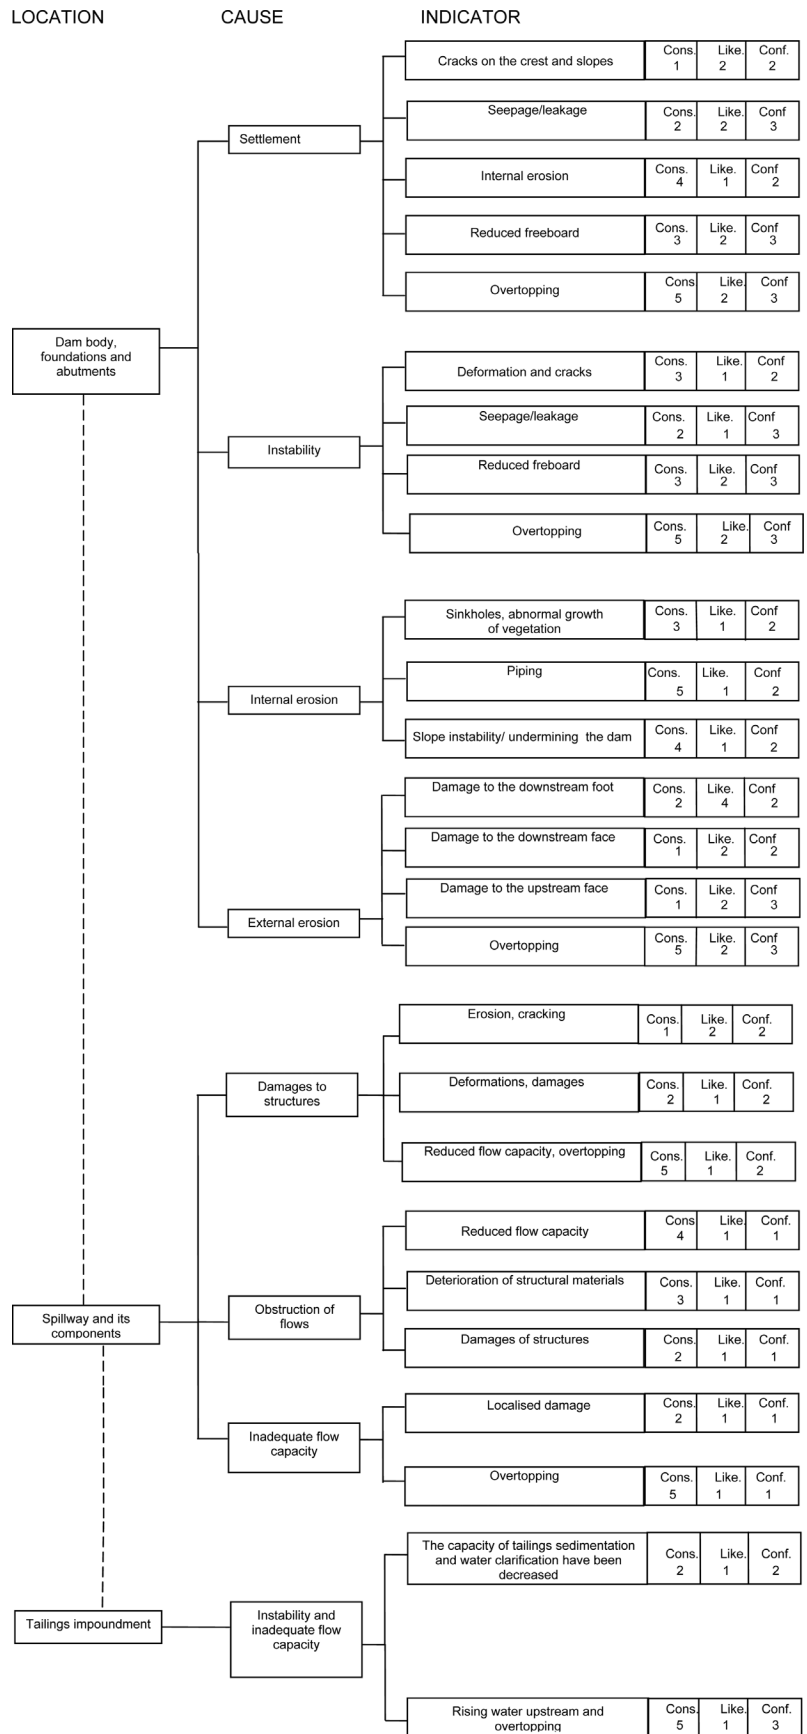 LOCATION CAUSE INDICATOR
Cracks on the crest and slopes Cons. Like. Conf.
1 2 2
Seepage/leakage Cons. Like. Conf
2 2 3
Settlement
Internal erosion Cons. Like. Conf
4 1 2
Reduced freeboard Cons. Like. Conf
3 2 3
Overtopping Cons Like. Conf
5 2 3
Dam body,
foundations and
abutments
Deformation and cracks Cons. Like. Conf
3 1 2
Seepage/leakage Cons. Like. Conf
2 1 3
Instability
Reduced freboard Cons. Like. Conf
3 2 3
Overtopping Cons. Like. Conf
5 2 3
Sinkholes, abnormal growth
of vegetation
Cons. Like. Conf
3 1 2
Piping Cons. Like. Conf
5 1 2
Internal erosion
Slope instability/ undermining the dam Cons. Like. Conf
4 1 2
Damage to the downstream foot Cons. Like. Conf
2 4 2
Damage to the downstream face Cons. Like. Conf
1 2 2
Damage to the upstream face Cons. Like. Conf
1 2 3
External erosion
Overtopping Cons. Like. Conf
5 2 3
Erosion, cracking Cons. Like. Conf.
1 2 2
Damages to
structures
Deformations, damages Cons. Like. Conf.
2 1 2
Reduced flow capacity, overtopping Cons. Like. Conf.
5 1 2
Reduced flow capacity Cons Like. Conf.
4 1 1
Spillway and its
components
Obstruction of
flows
Deterioration of structural materials Cons. Like. Conf.
3 1 1
Damages of structures Cons. Like. Conf.
2 1 1
Localised damage Cons. Like. Conf.
2 1 1
Inadequate flow
capacity
Overtopping Cons. Like. Conf.
5 1 1
The capacity of tailings sedimentation
and water clarification have been
decreased
Cons. Like. Conf.
2 1 2
Tailings impoundment
Instability and
inadequate flow
capacity
Rising water upstream and
overtopping
Cons. Like. Conf.
5 1 3